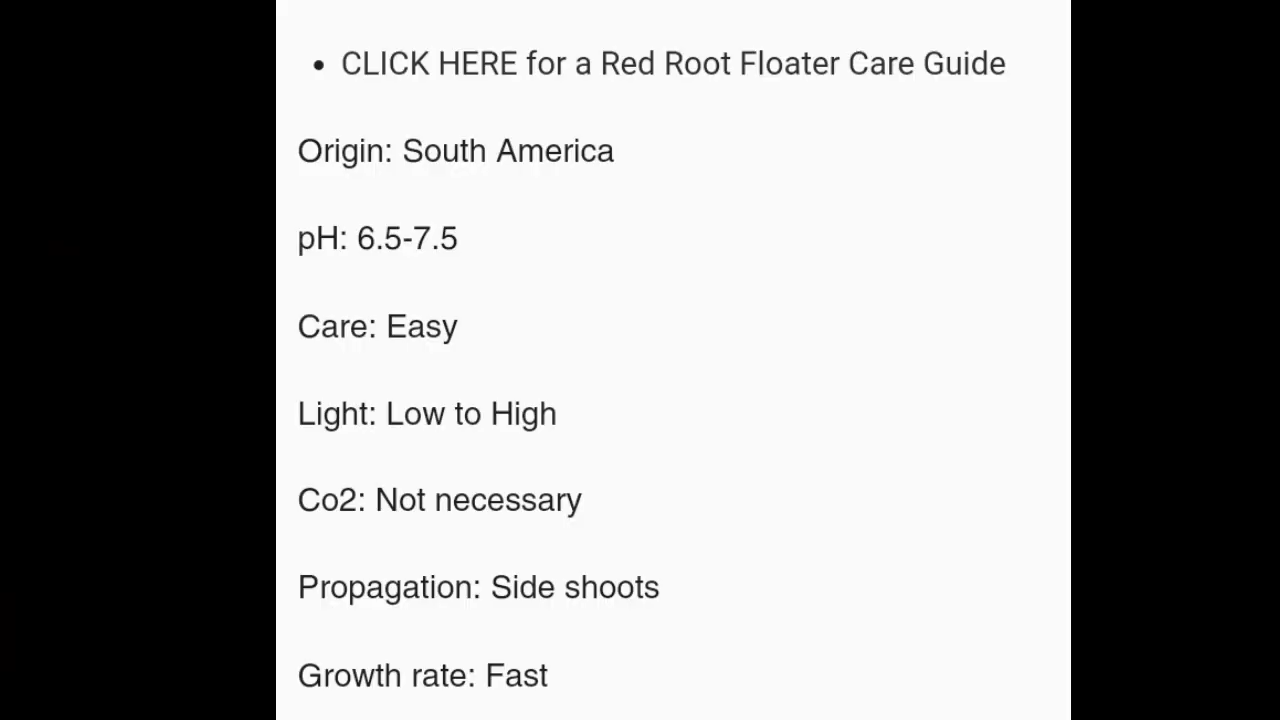 • CLICK HERE for a Red Root Floater Care Guide
Origin: South America
pH: 6.5-7.5
Care: Easy
Light: Low to High
Co2: Not necessary
Propagation: Side shoots
Growth rate: Fast